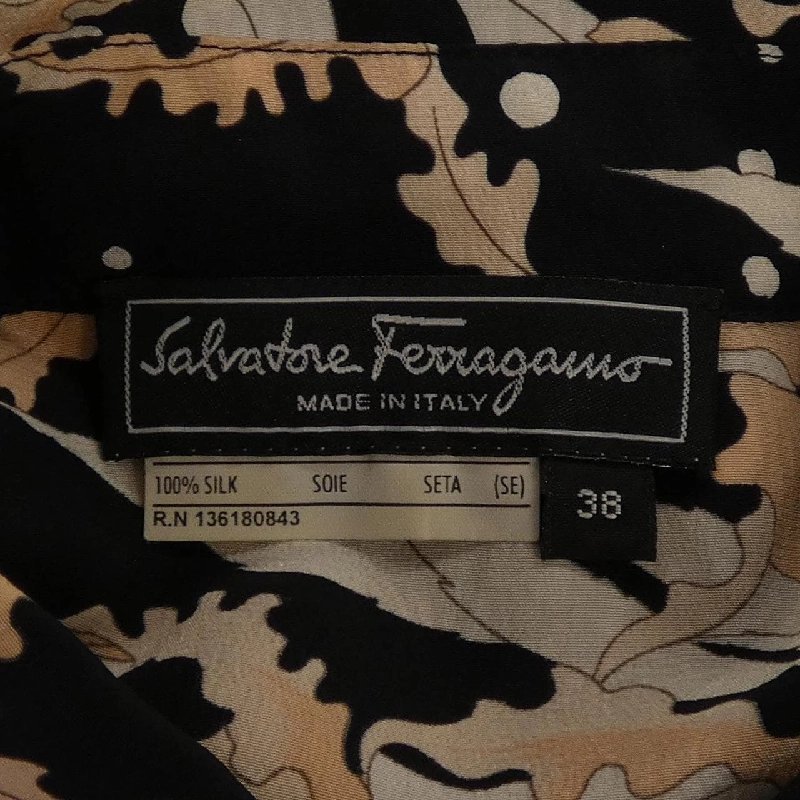 Salvatore Ferragamo
MADE IN ITALY
100% SILK SOIE SETA (SE)
R.N 136180843
38